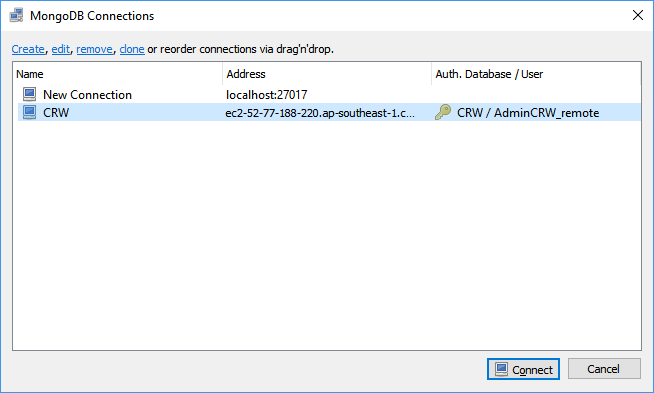 MongoDB Connections
Create, edit, remove, clone or reorder connections via drag'n'drop.
Name Address Auth. Database / User
New Connection localhost:27017
CRW ec2-52-77-188-220.ap-southeast-1.c... CRW / AdminCRW_remote
Connect Cancel